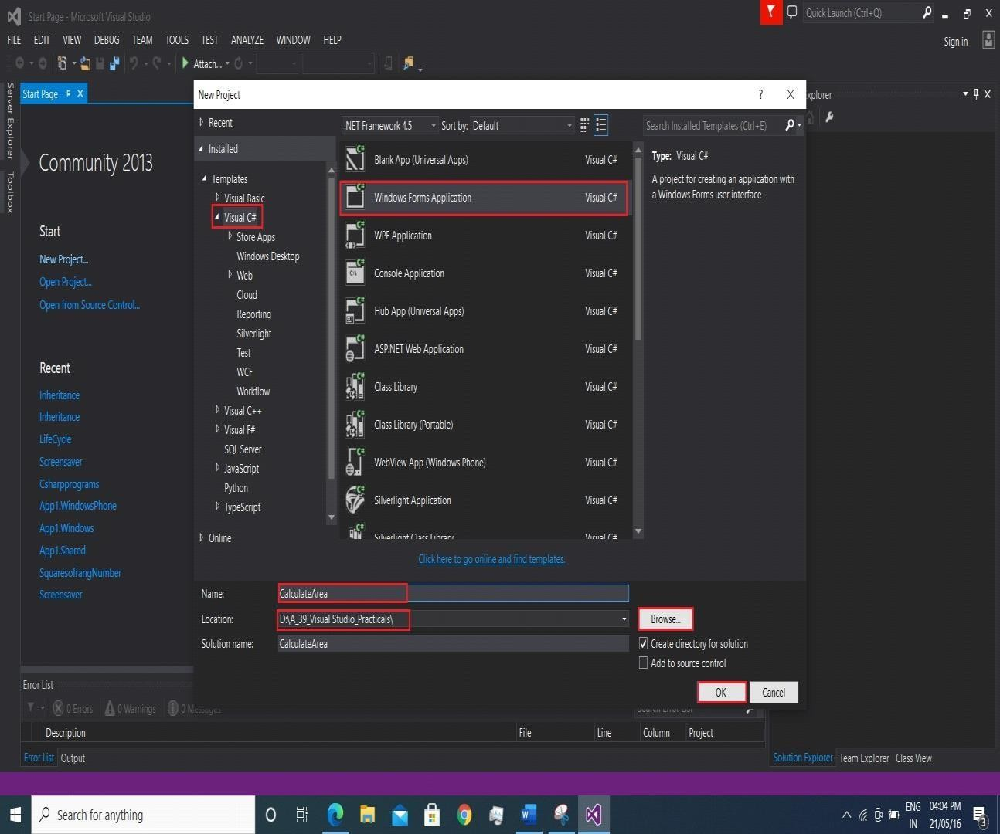 Start Page - Microsoft Visual Studio
Quick Launch (Ctrl+Q)
FILE EDIT VIEW DEBUG TEAM TOOLS TEST ANALYZE WINDOW HELP
Sign in
Attach...
Server Explorer
Toolbox
Start Page
Community 2013
Start
New Project...
Open Project...
Open from Source Control...
Recent
Inheritance
Inheritance
LifeCycle
Screensaver
Csharpprograms
App1.WindowsPhone
App1.Windows
App1.Shared
SquaresofrangNumber
Screensaver
New Project
? X
Recent
Installed
Templates
Visual Basic
Visual C#
Store Apps
Windows Desktop
Web
Cloud
Reporting
Silverlight
Test
WCF
Workflow
Visual C++
Visual F#
SQL Server
JavaScript
Python
TypeScript
Online
.NET Framework 4.5 Sort by: Default
Search Installed Templates (Ctrl+E)
Blank App (Universal Apps) Visual C#
Windows Forms Application Visual C#
WPF Application Visual C#
Console Application Visual C#
Hub App (Universal Apps) Visual C#
ASP.NET Web Application Visual C#
Class Library Visual C#
Class Library (Portable) Visual C#
WebView App (Windows Phone) Visual C#
Silverlight Application Visual C#
Silverlight Class Library Visual C#
Type: Visual C#
A project for creating an application with
a Windows Forms user interface
Click here to go online and find templates.
Name: CalculateArea
Location: D:\A_39_Visual Studio_Practicals\ Browse...
Solution name: CalculateArea
Create directory for solution
Add to source control
OK Cancel
Explorer
Error List
0 Errors 0 Warnings 0 Messages
Search Error List
Description File Line Column Project
Error List Output
Solution Explorer Team Explorer Class View
Search for anything
ENG
IN
04:04 PM
21/05/16
3